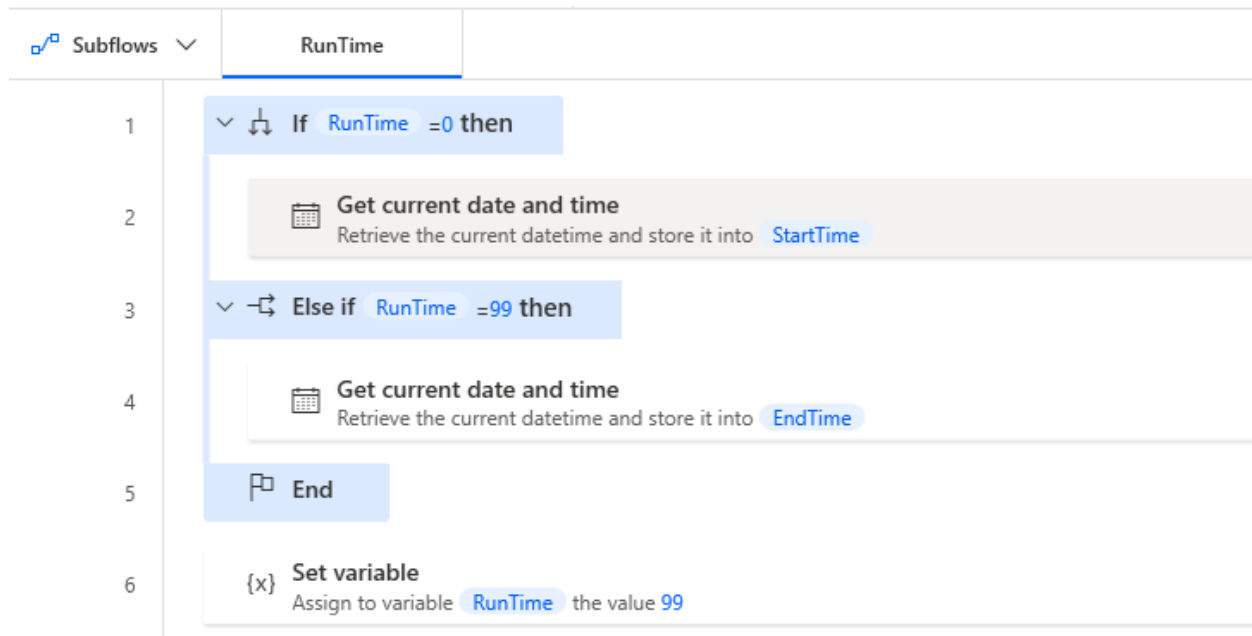 Subflows RunTime
1 If RunTime =0 then
2 Get current date and time
Retrieve the current datetime and store it into StartTime
3 Else if RunTime =99 then
4 Get current date and time
Retrieve the current datetime and store it into EndTime
5 End
6 {x} Set variable
Assign to variable RunTime the value 99